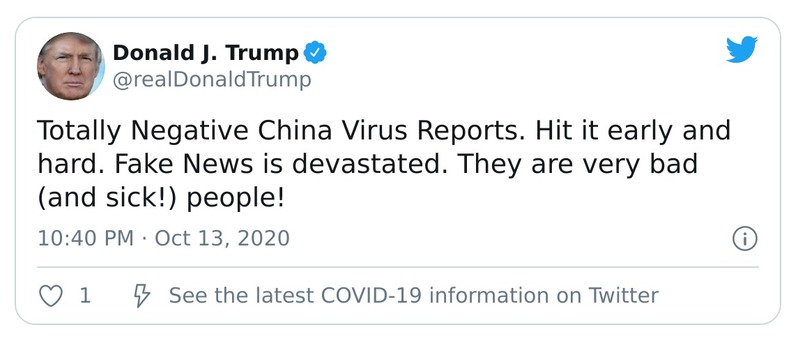 Donald J. Trump
@realDonaldTrump
Totally Negative China Virus Reports. Hit it early and
hard. Fake News is devastated. They are very bad
(and sick!) people!
10:40 PM · Oct 13, 2020
1 See the latest COVID-19 information on Twitter